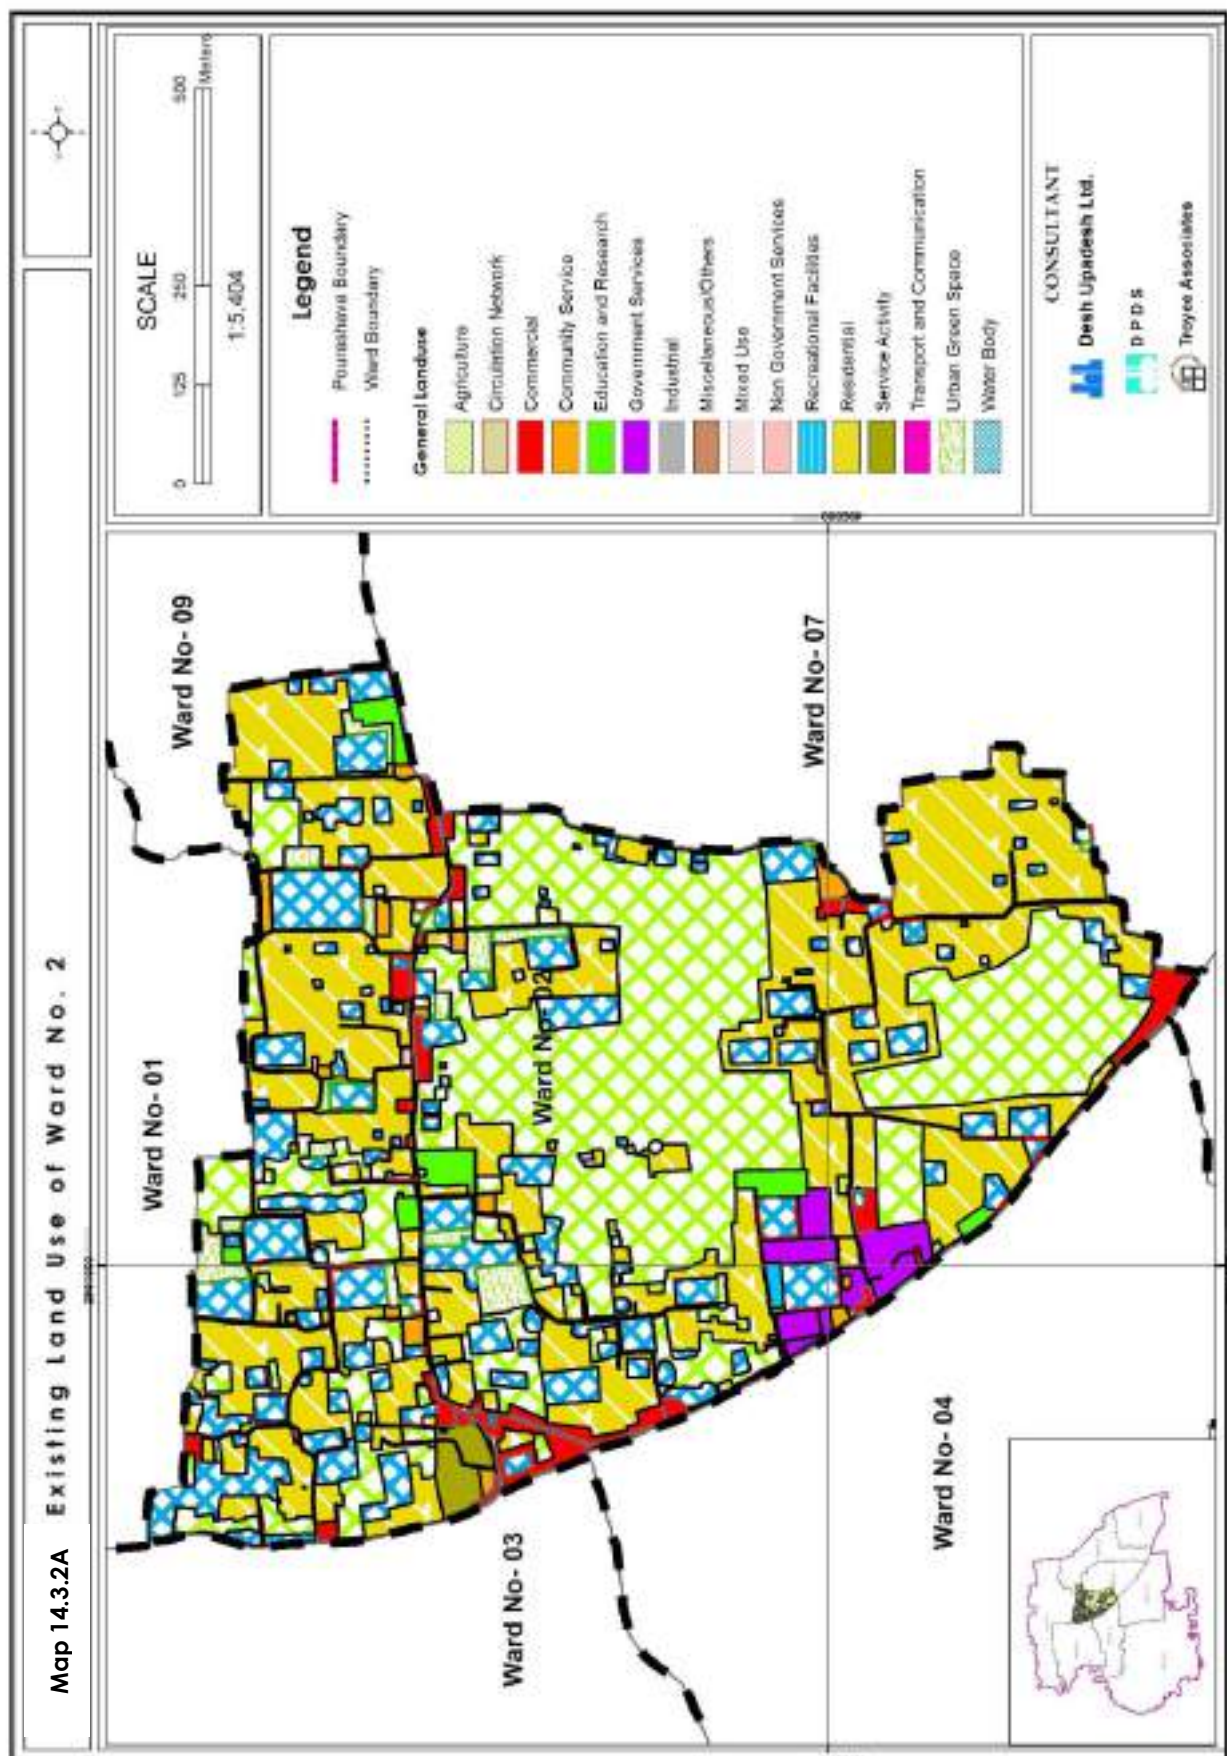 Map 14.3.2A Existing Land Use of Ward No. 2
SCALE
0 125 250 500
Meters
1:5,404
Legend
Pourashava Boundary
Ward Boundary
General Landuse
Agriculture
Circulation Network
Commercial
Community Service
Education and Research
Government Services
Industrial
Miscellaneous/Others
Mixed Use
Non Government Services
Recreational Facilities
Residential
Service Activity
Transport and Communication
Urban Green Space
Water Body
CONSULTANT
Desh Upadesh Ltd.
DPDS
Troyee Associates
Ward No- 09
Ward No- 01
Ward No- 07
Ward No- 02
Ward No- 03
Ward No- 04